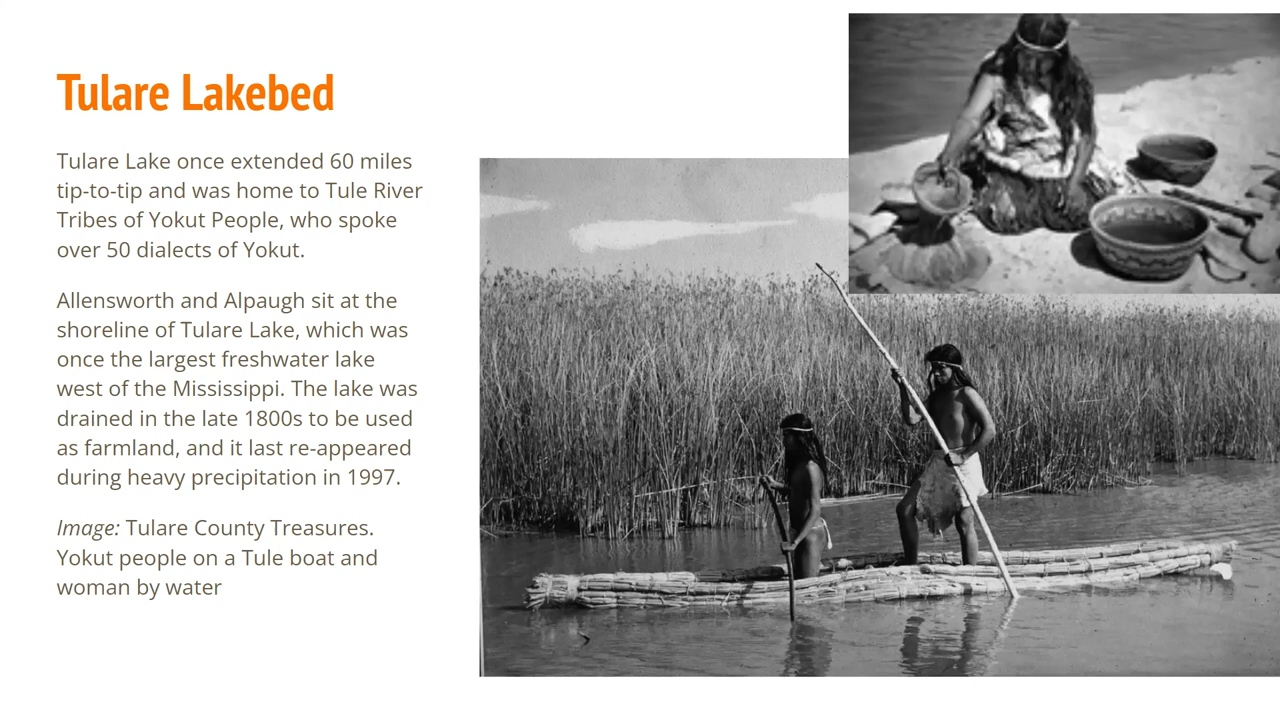 Tulare Lakebed
Tulare Lake once extended 60 miles
tip-to-tip and was home to Tule River
Tribes of Yokut People, who spoke
over 50 dialects of Yokut.
Allensworth and Alpaugh sit at the
shoreline of Tulare Lake, which was
once the largest freshwater lake
west of the Mississippi. The lake was
drained in the late 1800s to be used
as farmland, and it last re-appeared
during heavy precipitation in 1997.
Image: Tulare County Treasures.
Yokut people on a Tule boat and
woman by water